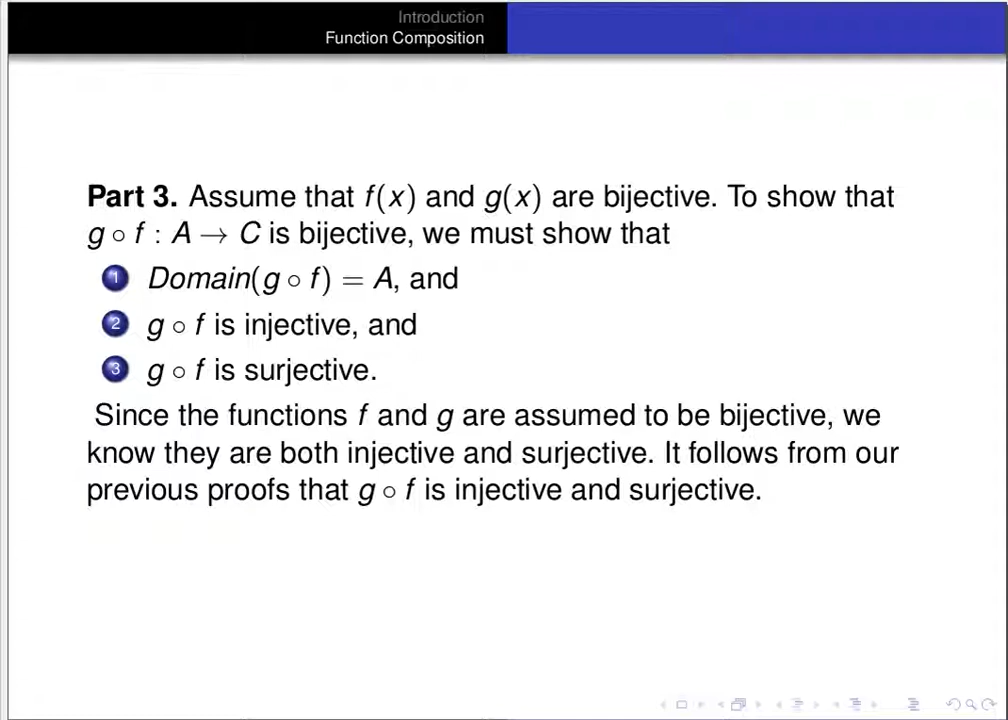 Introduction
Function Composition
Part 3. Assume that f(x) and g(x) are bijective. To show that
g ∘ f : A → C is bijective, we must show that
1 Domain(g ∘ f) = A, and
2 g ∘ f is injective, and
3 g ∘ f is surjective.
Since the functions f and g are assumed to be bijective, we
know they are both injective and surjective. It follows from our
previous proofs that g ∘ f is injective and surjective.